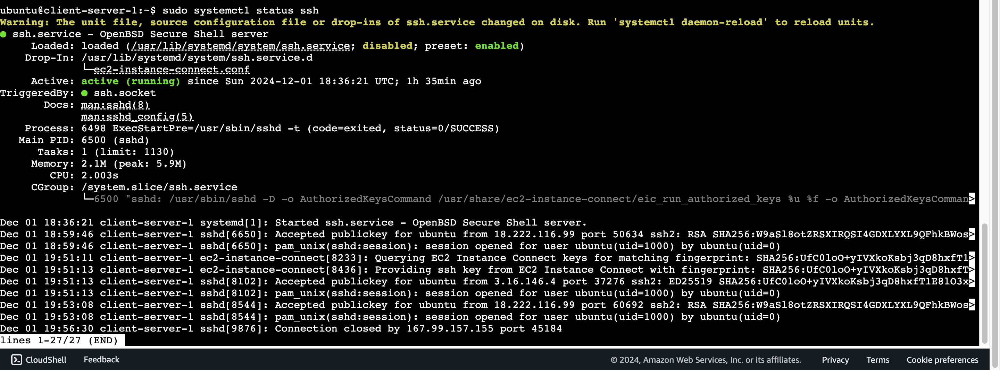 ubuntu@client-server-1:~$ sudo systemctl status ssh
Warning: The unit file, source configuration file or drop-ins of ssh.service changed on disk. Run 'systemctl daemon-reload' to reload units.
● ssh.service - OpenBSD Secure Shell server
Loaded: loaded (/usr/lib/systemd/system/ssh.service; disabled; preset: enabled)
Drop-In: /usr/lib/systemd/system/ssh.service.d
└─ec2-instance-connect.conf
Active: active (running) since Sun 2024-12-01 18:36:21 UTC; 1h 35min ago
TriggeredBy: ● ssh.socket
Docs: man:sshd(8)
man:sshd_config(5)
Process: 6498 ExecStartPre=/usr/sbin/sshd -t (code=exited, status=0/SUCCESS)
Main PID: 6500 (sshd)
Tasks: 1 (limit: 1130)
Memory: 2.1M (peak: 5.9M)
CPU: 2.003s
CGroup: /system.slice/ssh.service
└─6500 "sshd: /usr/sbin/sshd -D -o AuthorizedKeysCommand /usr/share/ec2-instance-connect/eic_run_authorized_keys %u %f -o AuthorizedKeysComman>
Dec 01 18:36:21 client-server-1 systemd[1]: Started ssh.service - OpenBSD Secure Shell server.
Dec 01 18:59:46 client-server-1 sshd[6650]: Accepted publickey for ubuntu from 18.222.116.99 port 50634 ssh2: RSA SHA256:W9aSl8otZRSXIRQSI4GDXLYXL9QFhkBWos>
Dec 01 18:59:46 client-server-1 sshd[6650]: pam_unix(sshd:session): session opened for user ubuntu(uid=1000) by ubuntu(uid=0)
Dec 01 19:51:11 client-server-1 ec2-instance-connect[8233]: Querying EC2 Instance Connect keys for matching fingerprint: SHA256:UfC0loO+yIVXkoKsbj3qD8hxfT1>
Dec 01 19:51:13 client-server-1 ec2-instance-connect[8436]: Providing ssh key from EC2 Instance Connect with fingerprint: SHA256:UfC0loO+yIVXkoKsbj3qD8hxfT>
Dec 01 19:51:13 client-server-1 sshd[8102]: Accepted publickey for ubuntu from 3.16.146.4 port 37276 ssh2: ED25519 SHA256:UfC0loO+yIVXkoKsbj3qD8hxfT1E8lO3x>
Dec 01 19:51:13 client-server-1 sshd[8102]: pam_unix(sshd:session): session opened for user ubuntu(uid=1000) by ubuntu(uid=0)
Dec 01 19:53:08 client-server-1 sshd[8544]: Accepted publickey for ubuntu from 18.222.116.99 port 60692 ssh2: RSA SHA256:W9aSl8otZRSXIRQSI4GDXLYXL9QFhkBWos>
Dec 01 19:53:08 client-server-1 sshd[8544]: pam_unix(sshd:session): session opened for user ubuntu(uid=1000) by ubuntu(uid=0)
Dec 01 19:56:30 client-server-1 sshd[9876]: Connection closed by 167.99.157.155 port 45184
lines 1-27/27 (END)
CloudShell Feedback © 2024, Amazon Web Services, Inc. or its affiliates. Privacy Terms Cookie preferences